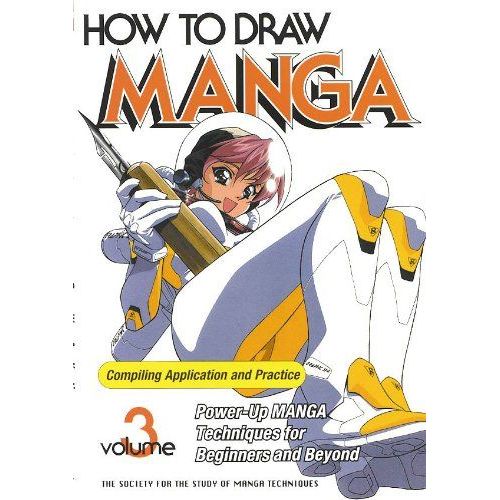 HOW TO DRAW
MANGA
Compiling Application and Practice
3
volume
Power-Up MANGA
Techniques for
Beginners and Beyond
THE SOCIETY FOR THE STUDY OF MANGA TECHNIQUES